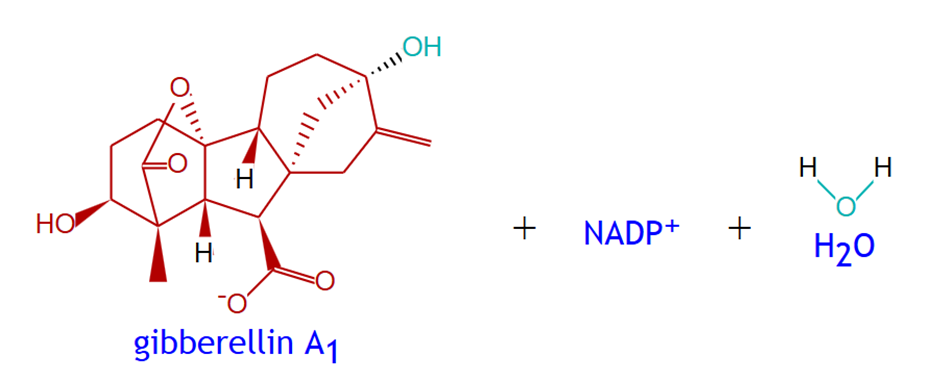 OH
O
O
H
HO
H
⁻O
O
gibberellin A₁
+
NADP⁺
+
H H
O
H₂O